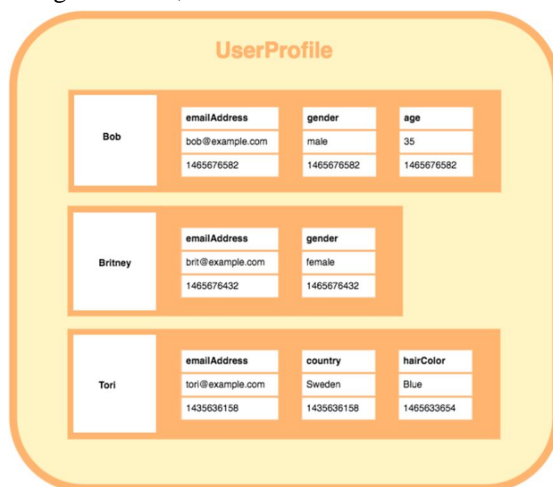 UserProfile
Bob
emailAddress gender age
bob@example.com male 35
1465676582 1465676582 1465676582
Britney
emailAddress gender
brit@example.com female
1465676432 1465676432
Tori
emailAddress country hairColor
tori@example.com Sweden Blue
1435636158 1435636158 1465633654